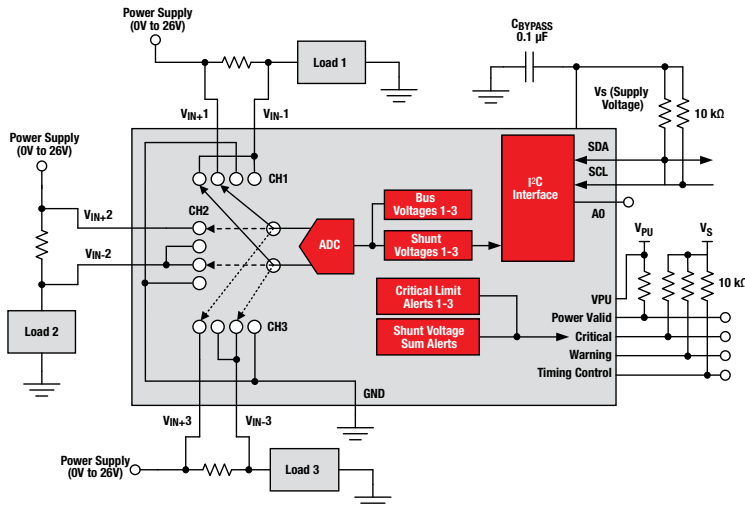 Power Supply
(0V to 26V)
Load 1
CBYPASS
0.1 µF
Vs (Supply
Voltage)
10 kΩ
VIN+1
VIN-1
Power Supply
(0V to 26V)
CH1
SDA
SCL
I²C
Interface
A0
VIN+2
CH2
Bus
Voltages 1-3
ADC
Shunt
Voltages 1-3
VIN-2
VPU
VS
10 kΩ
Critical Limit
Alerts 1-3
VPU
Load 2
CH3
Shunt Voltage
Sum Alerts
Power Valid
Critical
Warning
Timing Control
GND
VIN+3
VIN-3
Power Supply
(0V to 26V)
Load 3